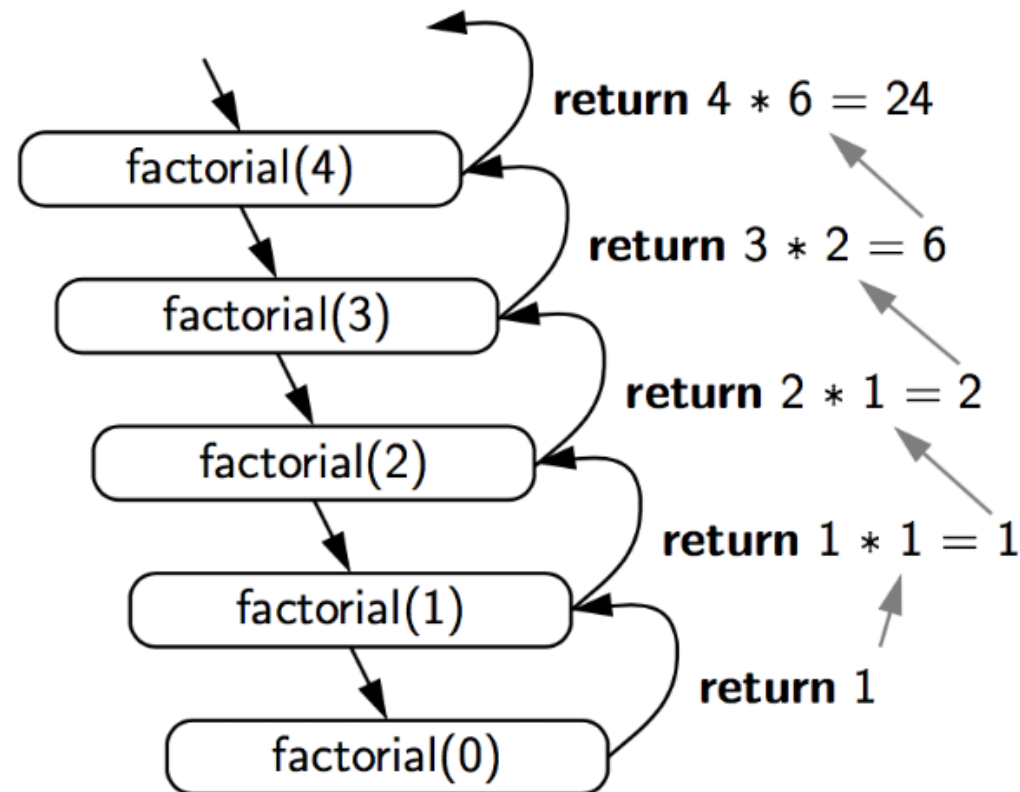 return 4 * 6 = 24
factorial(4)
return 3 * 2 = 6
factorial(3)
return 2 * 1 = 2
factorial(2)
return 1 * 1 = 1
factorial(1)
return 1
factorial(0)